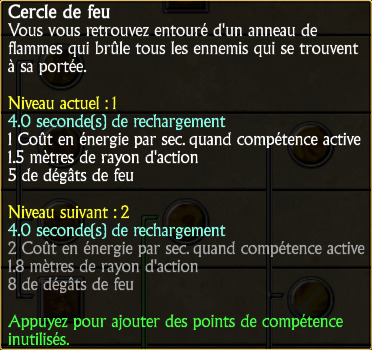 Cercle de feu
Vous vous retrouvez entouré d'un anneau de
flammes qui brûle tous les ennemis qui se trouvent
à sa portée.
Niveau actuel : 1
4.0 seconde(s) de rechargement
1 Coût en énergie par sec. quand compétence active
1.5 mètres de rayon d'action
5 de dégâts de feu
Niveau suivant : 2
4.0 seconde(s) de rechargement
2 Coût en énergie par sec. quand compétence active
1.8 mètres de rayon d'action
8 de dégâts de feu
Appuyez pour ajouter des points de compétence
inutilisés.